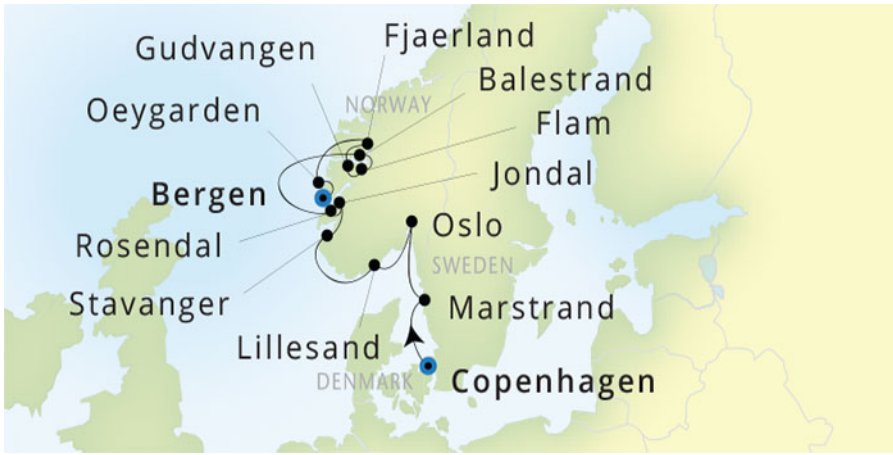 Gudvangen
Fjaerland
Balestrand
Oeygarden
NORWAY
Flam
Bergen
Jondal
Rosendal
Oslo
SWEDEN
Stavanger
Marstrand
Lillesand
DENMARK
Copenhagen